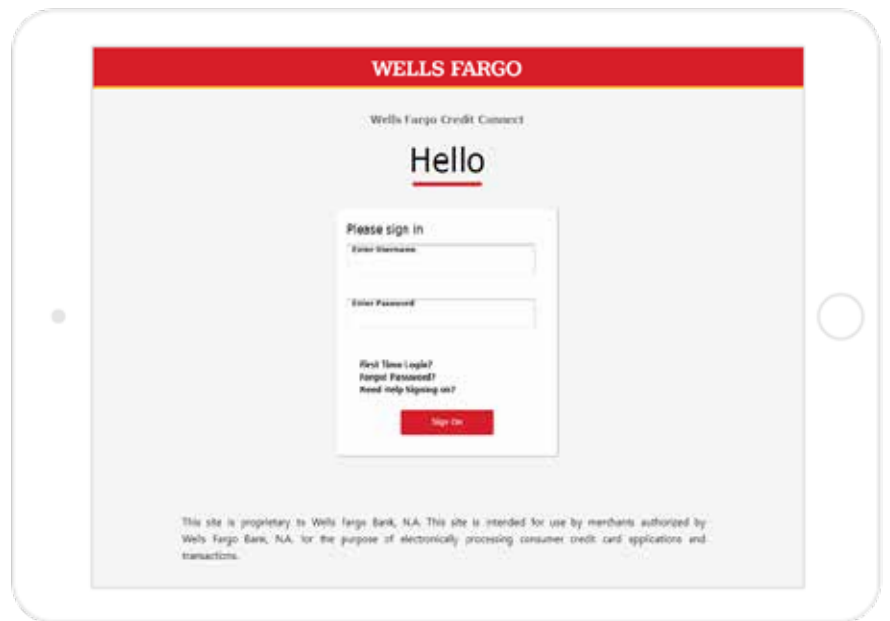 WELLS FARGO
Wells Fargo Credit Connect
Hello
Please sign in
Enter Username
Enter Password
First Time Login?
Forgot Password?
Need Help Signing on?
Sign On
This site is proprietary to Wells Fargo Bank, N.A. This site is intended for use by merchants authorized by
Wells Fargo Bank, N.A. for the purpose of electronically processing consumer credit card applications and
transactions.